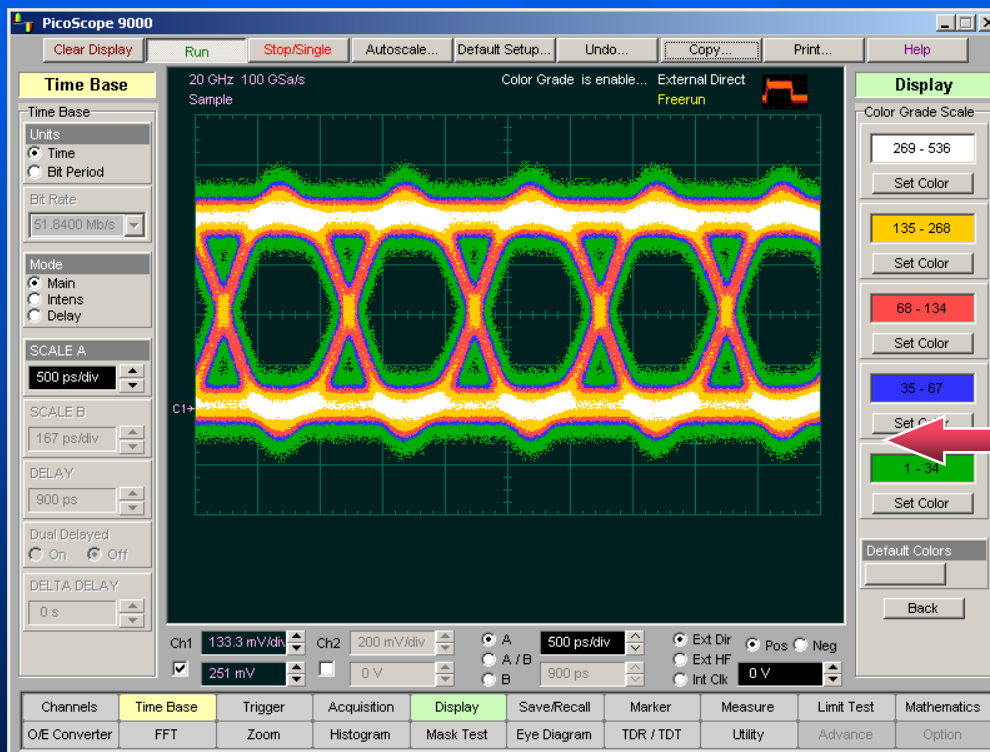 PicoScope 9000
Clear Display Run Stop/Single Autoscale... Default Setup... Undo... Copy... Print... Help
Time Base
Time Base
Units
Time
Bit Period
Bit Rate
51.8400 Mb/s
Mode
Main
Intens
Delay
SCALE A
500 ps/div
SCALE B
167 ps/div
DELAY
900 ps
Dual Delayed
On Off
DELTA DELAY
0 s
20 GHz 100 GSa/s Color Grade is enable... External Direct
Sample Freerun
C1
Display
Color Grade Scale
269 - 536
Set Color
135 - 268
Set Color
68 - 134
Set Color
35 - 67
Set Color
1 - 34
Set Color
Default Colors
Back
Ch1 133.3 mV/div Ch2 200 mV/div A 500 ps/div Ext Dir Pos Neg
A / B Ext HF
251 mV 0 V B 900 ps Int Clk 0 V
Channels Time Base Trigger Acquisition Display Save/Recall Marker Measure Limit Test Mathematics
O/E Converter FFT Zoom Histogram Mask Test Eye Diagram TDR / TDT Utility Advance Option